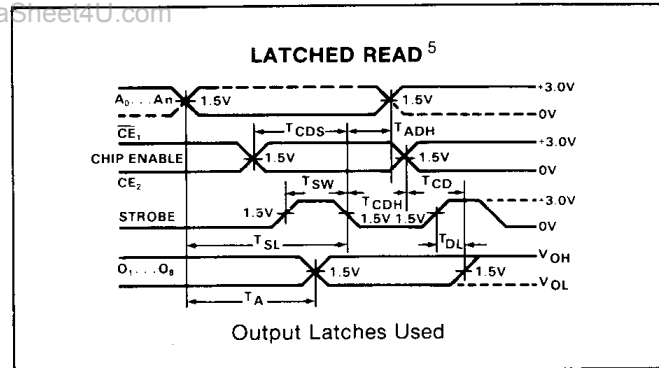 aSheet4U.com
LATCHED READ 5
A0...An 1.5V 1.5V +3.0V
0V
CE1 TCDS TADH +3.0V
CHIP ENABLE 1.5V 1.5V
CE2 0V
TSW TCDH TCD +3.0V
STROBE 1.5V 1.5V 1.5V 0V
TSL TDL
O1...O8 1.5V 1.5V VOH
VOL
TA
Output Latches Used